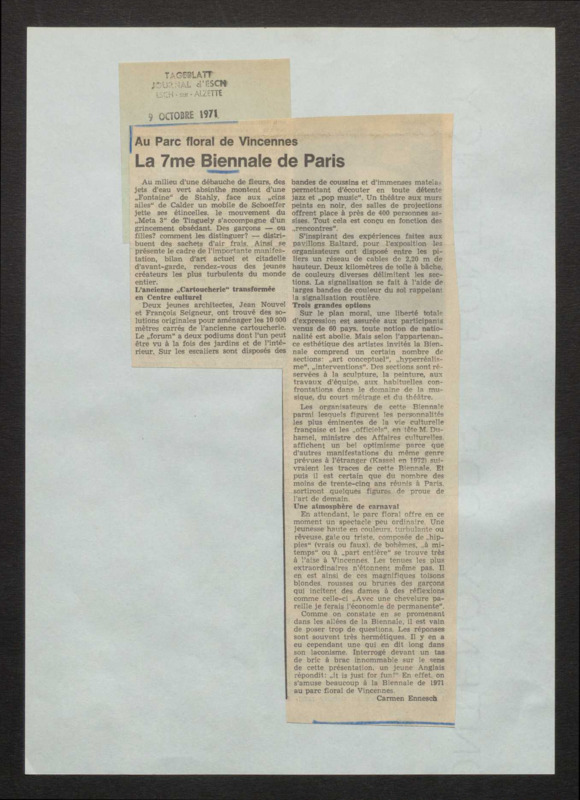 TAGEBLATT
JOURNAL d'ESCH
ESCH-sur-ALZETTE
9 OCTOBRE 1971
Au Parc floral de Vincennes
La 7me Biennale de Paris
Au milieu d'une débauche de fleurs, des
jets d'eau vert absinthe montent d'une
„Fontaine" de Stahly, face aux „cinq
ailes" de Calder un mobile de Schoeffer
jette ses étincelles, le mouvement du
„Meta 3" de Tinguely s'accompagne d'un
grincement obsédant. Des garçons — ou
filles? comment les distinguer? — distri-
buent des sachets d'air frais. Ainsi se
présente le cadre de l'importante manifes-
tation, bilan d'art actuel et citadelle
d'avant-garde, rendez-vous des jeunes
créateurs les plus turbulents du monde
entier.
L'ancienne „Cartoucherie" transformée
en Centre culturel
Deux jeunes architectes, Jean Nouvel
et François Seigneur, ont trouvé des so-
lutions originales pour aménager les 10 000
mètres carrés de l'ancienne cartoucherie.
Le „forum" a deux podiums dont l'un peut
être vu à la fois des jardins et de l'inté-
rieur. Sur les escaliers sont disposés des
bandes de coussins et d'immenses matelas
permettant d'écouter en toute détente
jazz et „pop music". Un théâtre aux murs
peints en noir, des salles de projections
offrent place à près de 600 personnes as-
sises. Tout cela est conçu en fonction des
„rencontres".
S'inspirant des expériences faites aux
pavillons Baltard, pour l'exposition les
organisateurs ont disposé entre les pi-
liers un réseau de cables de 2,20 m de
hauteur. Deux kilomètres de toile à bâche,
de couleurs diverses délimitent les sec-
tions. La signalisation se fait à l'aide de
larges bandes de couleur du sol rappelant
la signalisation routière.
Trois grandes options
Sur le plan moral, une liberté totale
d'expression est assurée aux participants
venus de 60 pays, toute notion de natio-
nalité est abolie. Mais selon l'appartenan-
ce esthétique des artistes invités la Bien-
nale comprend un certain nombre de
sections: „art conceptuel", „hyperréalis-
me", „interventions". Des sections sont ré-
servées à la sculpture, la peinture, aux
travaux d'équipe, aux habituelles con-
frontations dans le domaine de la mu-
sique, du court métrage et du théâtre.
Les organisateurs de cette Biennale
parmi lesquels figurent les personnalités
les plus éminentes de la vie culturelle
française et les „officiels", en tête M. Du-
hamel, ministre des Affaires culturelles,
affichent un bel optimisme parce que
d'autres manifestations du même genre
prévues à l'étranger (Kassel en 1972) sui-
vraient les traces de cette Biennale. Et
puis il est certain que du nombre des
moins de trente-cinq ans réunis à Paris,
sortiront quelques figures de proue de
l'art de demain.
Une atmosphère de carnaval
En attendant, le parc floral offre en ce
moment un spectacle peu ordinaire. Une
jeunesse haute en couleurs, turbulante ou
rêveuse, gaie ou triste, composée de „hip-
pies" (vrais ou faux), de bohèmes, „à mi-
temps" ou à „part entière" se trouve très
à l'aise à Vincennes. Les tenues les plus
extraordinaires n'étonnent même pas. Il
en est ainsi de ces magnifiques toisons
blondes, rousses ou brunes des garçons
qui incitent des dames à des réflexions
comme celle-ci „Avec une chevelure pa-
reille je ferais l'économie de permanente".
Comme on constate en se promenant
dans les allées de la Biennale, il est vain
de poser trop de questions. Les réponses
sont souvent très hermétiques. Il y en a
eu cependant une qui en dit long dans
son laconisme. Interrogé devant un tas
de bric à brac innommable sur le sens
de cette présentation, un jeune Anglais
répondit: „it is just for fun!" En effet, on
s'amuse beaucoup à la Biennale de 1971
au parc floral de Vincennes.
Carmen Ennesch